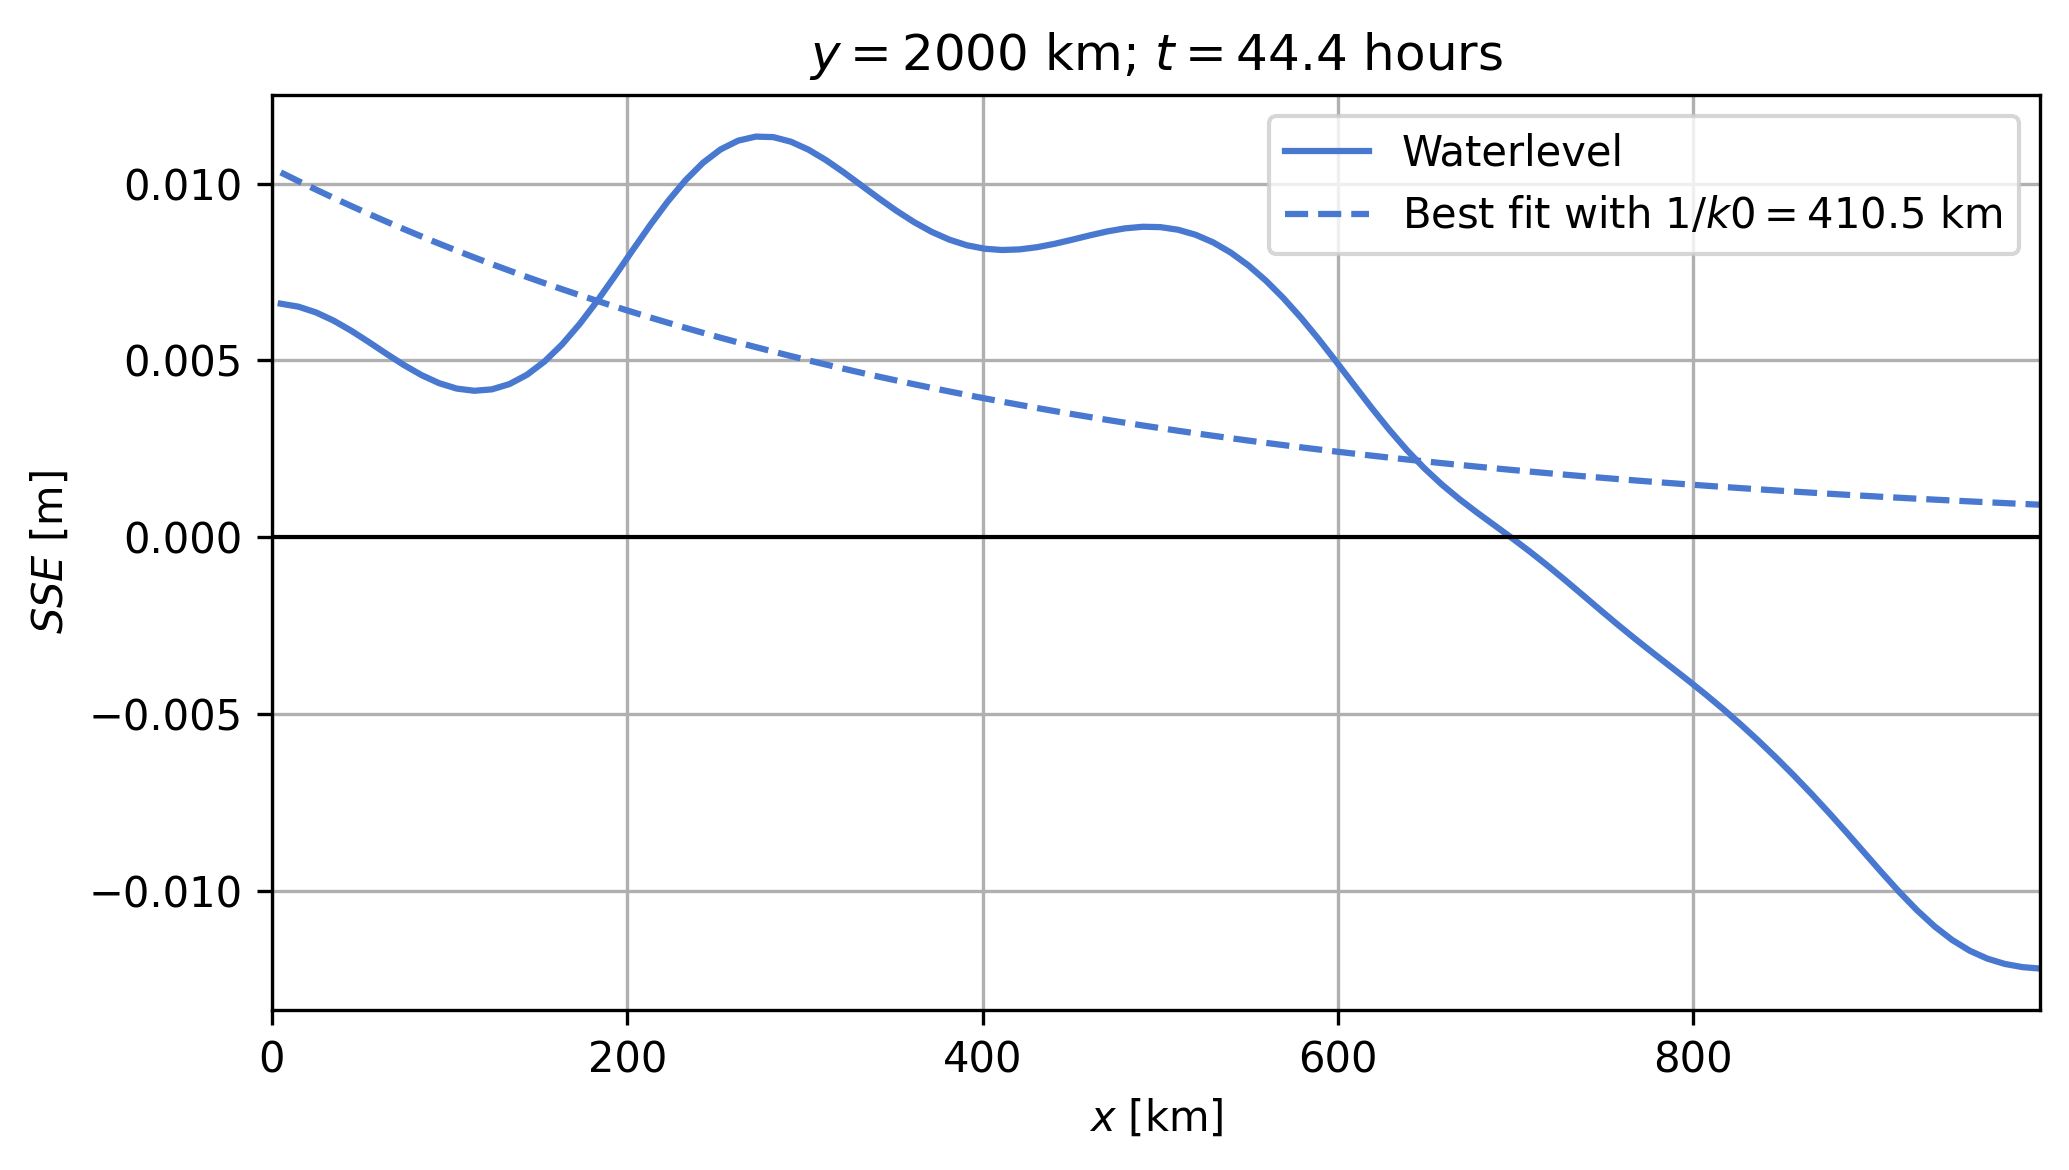 y = 2000 km; t = 44.4 hours
Waterlevel
Best fit with 1/k0 = 410.5 km
0.010
0.005
0.000
−0.005
−0.010
SSE [m]
0 200 400 600 800
x [km]